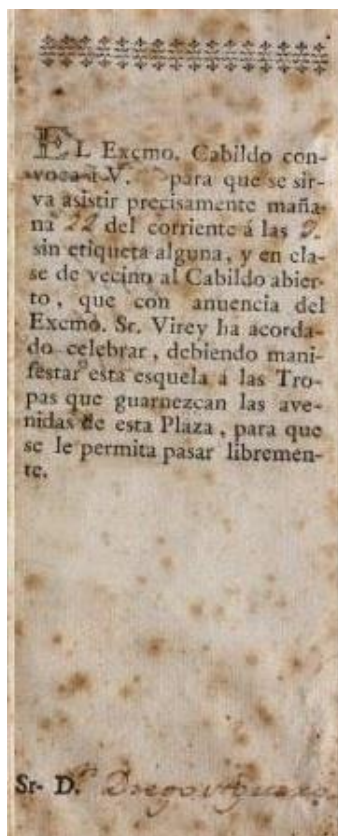 EL Excmo. Cabildo con-
voca á V. para que se sir-
va asistir precisamente maña-
na 22 del corriente á las 9.
sin etiqueta alguna, y en cla-
se de vecino al Cabildo abier-
to, que con anuencia del
Excmô. Sr. Virey ha acorda-
do celebrar, debiendo mani-
festar esta esquela á las Tro-
pas que guarnezcan las ave-
nidas de esta Plaza, para que
se le permita pasar libremen-
te.
Sr. D.